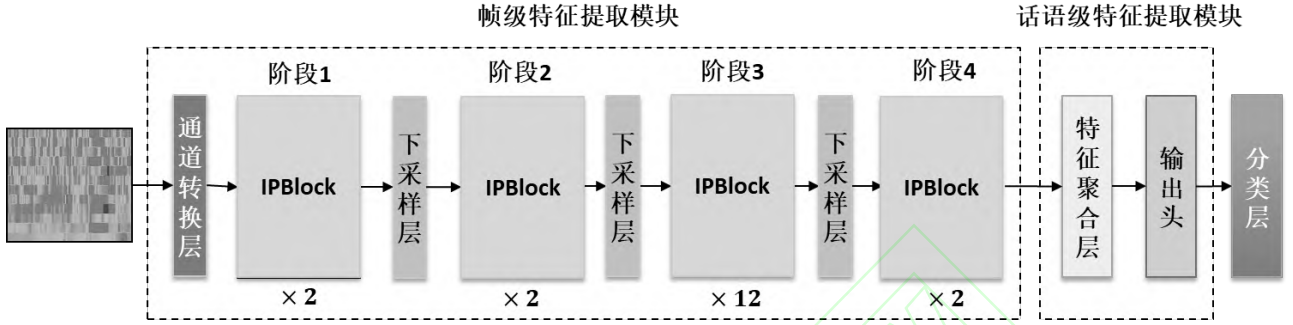 帧级特征提取模块
话语级特征提取模块
阶段1
阶段2
阶段3
阶段4
通道转换层
IPBlock
下采样层
IPBlock
下采样层
IPBlock
下采样层
IPBlock
特征聚合层
输出头
分类层
× 2
× 2
× 12
× 2